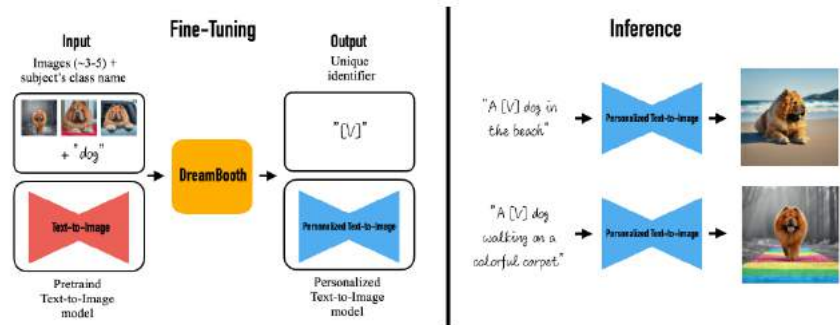 Fine-Tuning
Input
Images (~3-5) +
subject's class name
+ "dog"
Text-to-Image
Pretraind
Text-to-Image
model
DreamBooth
Output
Unique
identifier
"[V]"
Personalized Text-to-Image
Personalized
Text-to-Image
model
Inference
"A [V] dog in
the beach"
Personalized Text-to-Image
"A [V] dog
walking on a
colorful carpet"
Personalized Text-to-Image